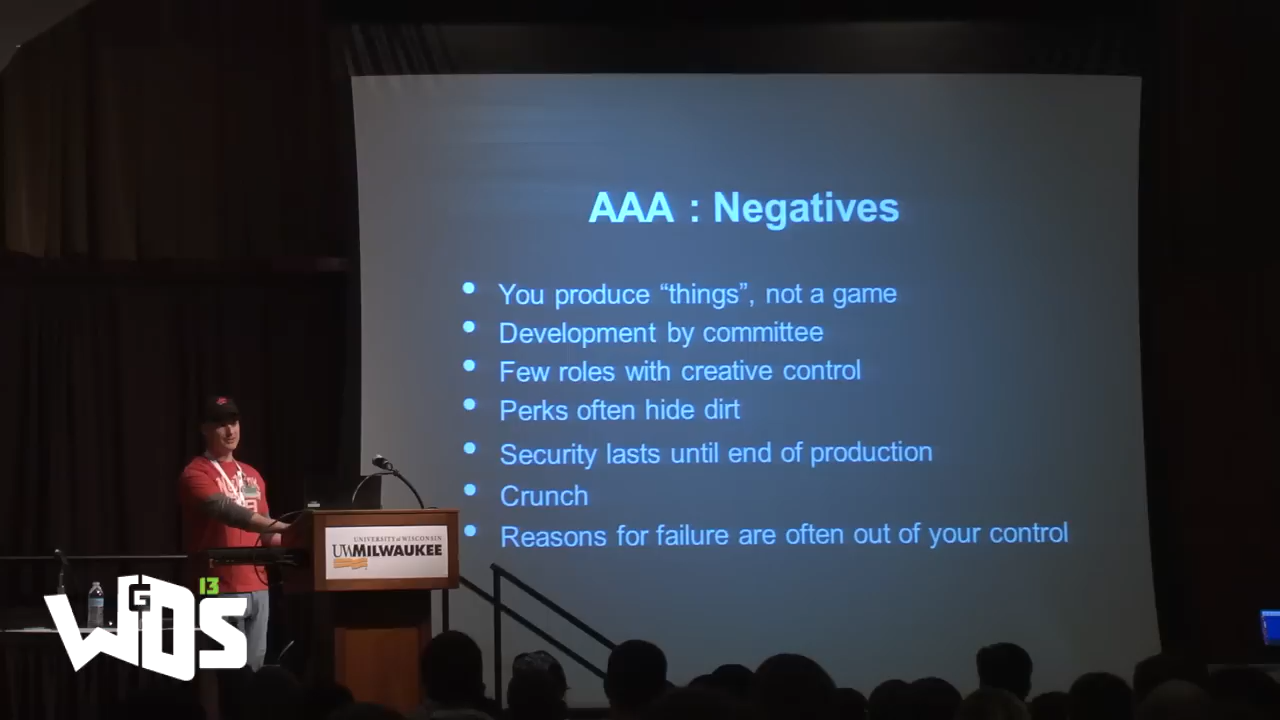 AAA : Negatives
• You produce “things”, not a game
• Development by committee
• Few roles with creative control
• Perks often hide dirt
• Security lasts until end of production
• Crunch
• Reasons for failure are often out of your control
UNIVERSITY of WISCONSIN
UWMILWAUKEE
WGDS
13